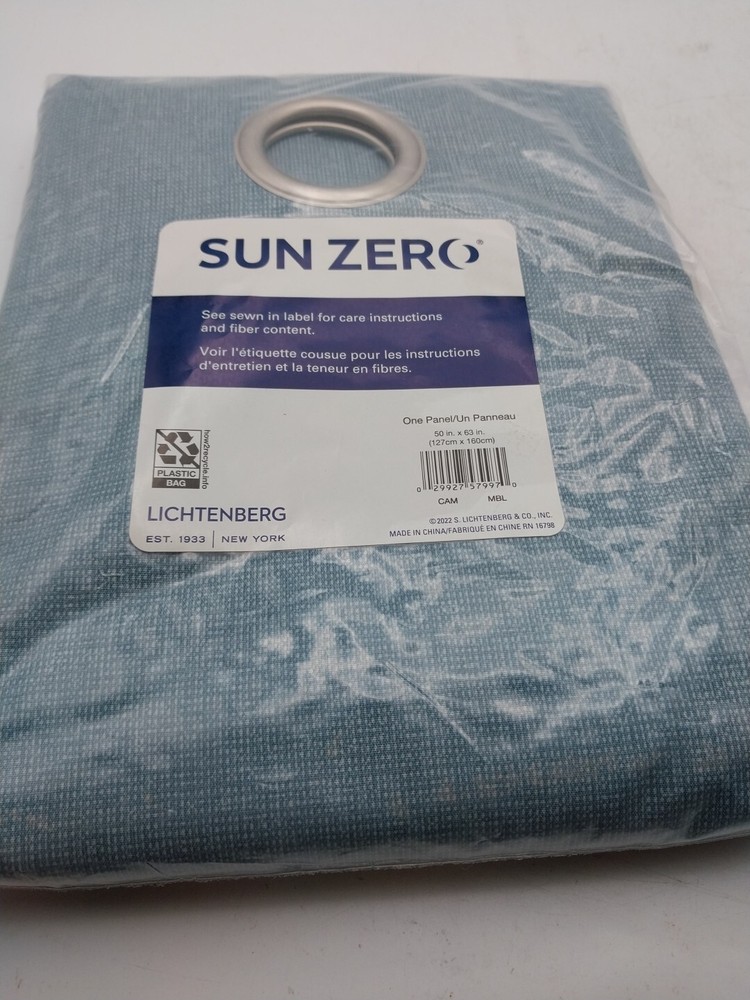 SUN ZERO®
See sewn in label for care instructions
and fiber content.
Voir l'étiquette cousue pour les instructions
d'entretien et la teneur en fibres.
One Panel/Un Panneau
50 in. x 63 in.
(127cm x 160cm)
how2recycle.info
PLASTIC
BAG
0 29927 57997 0
CAM MBL
LICHTENBERG
EST. 1933 | NEW YORK
©2022 S. LICHTENBERG & CO., INC.
MADE IN CHINA/FABRIQUÉ EN CHINE RN 16798